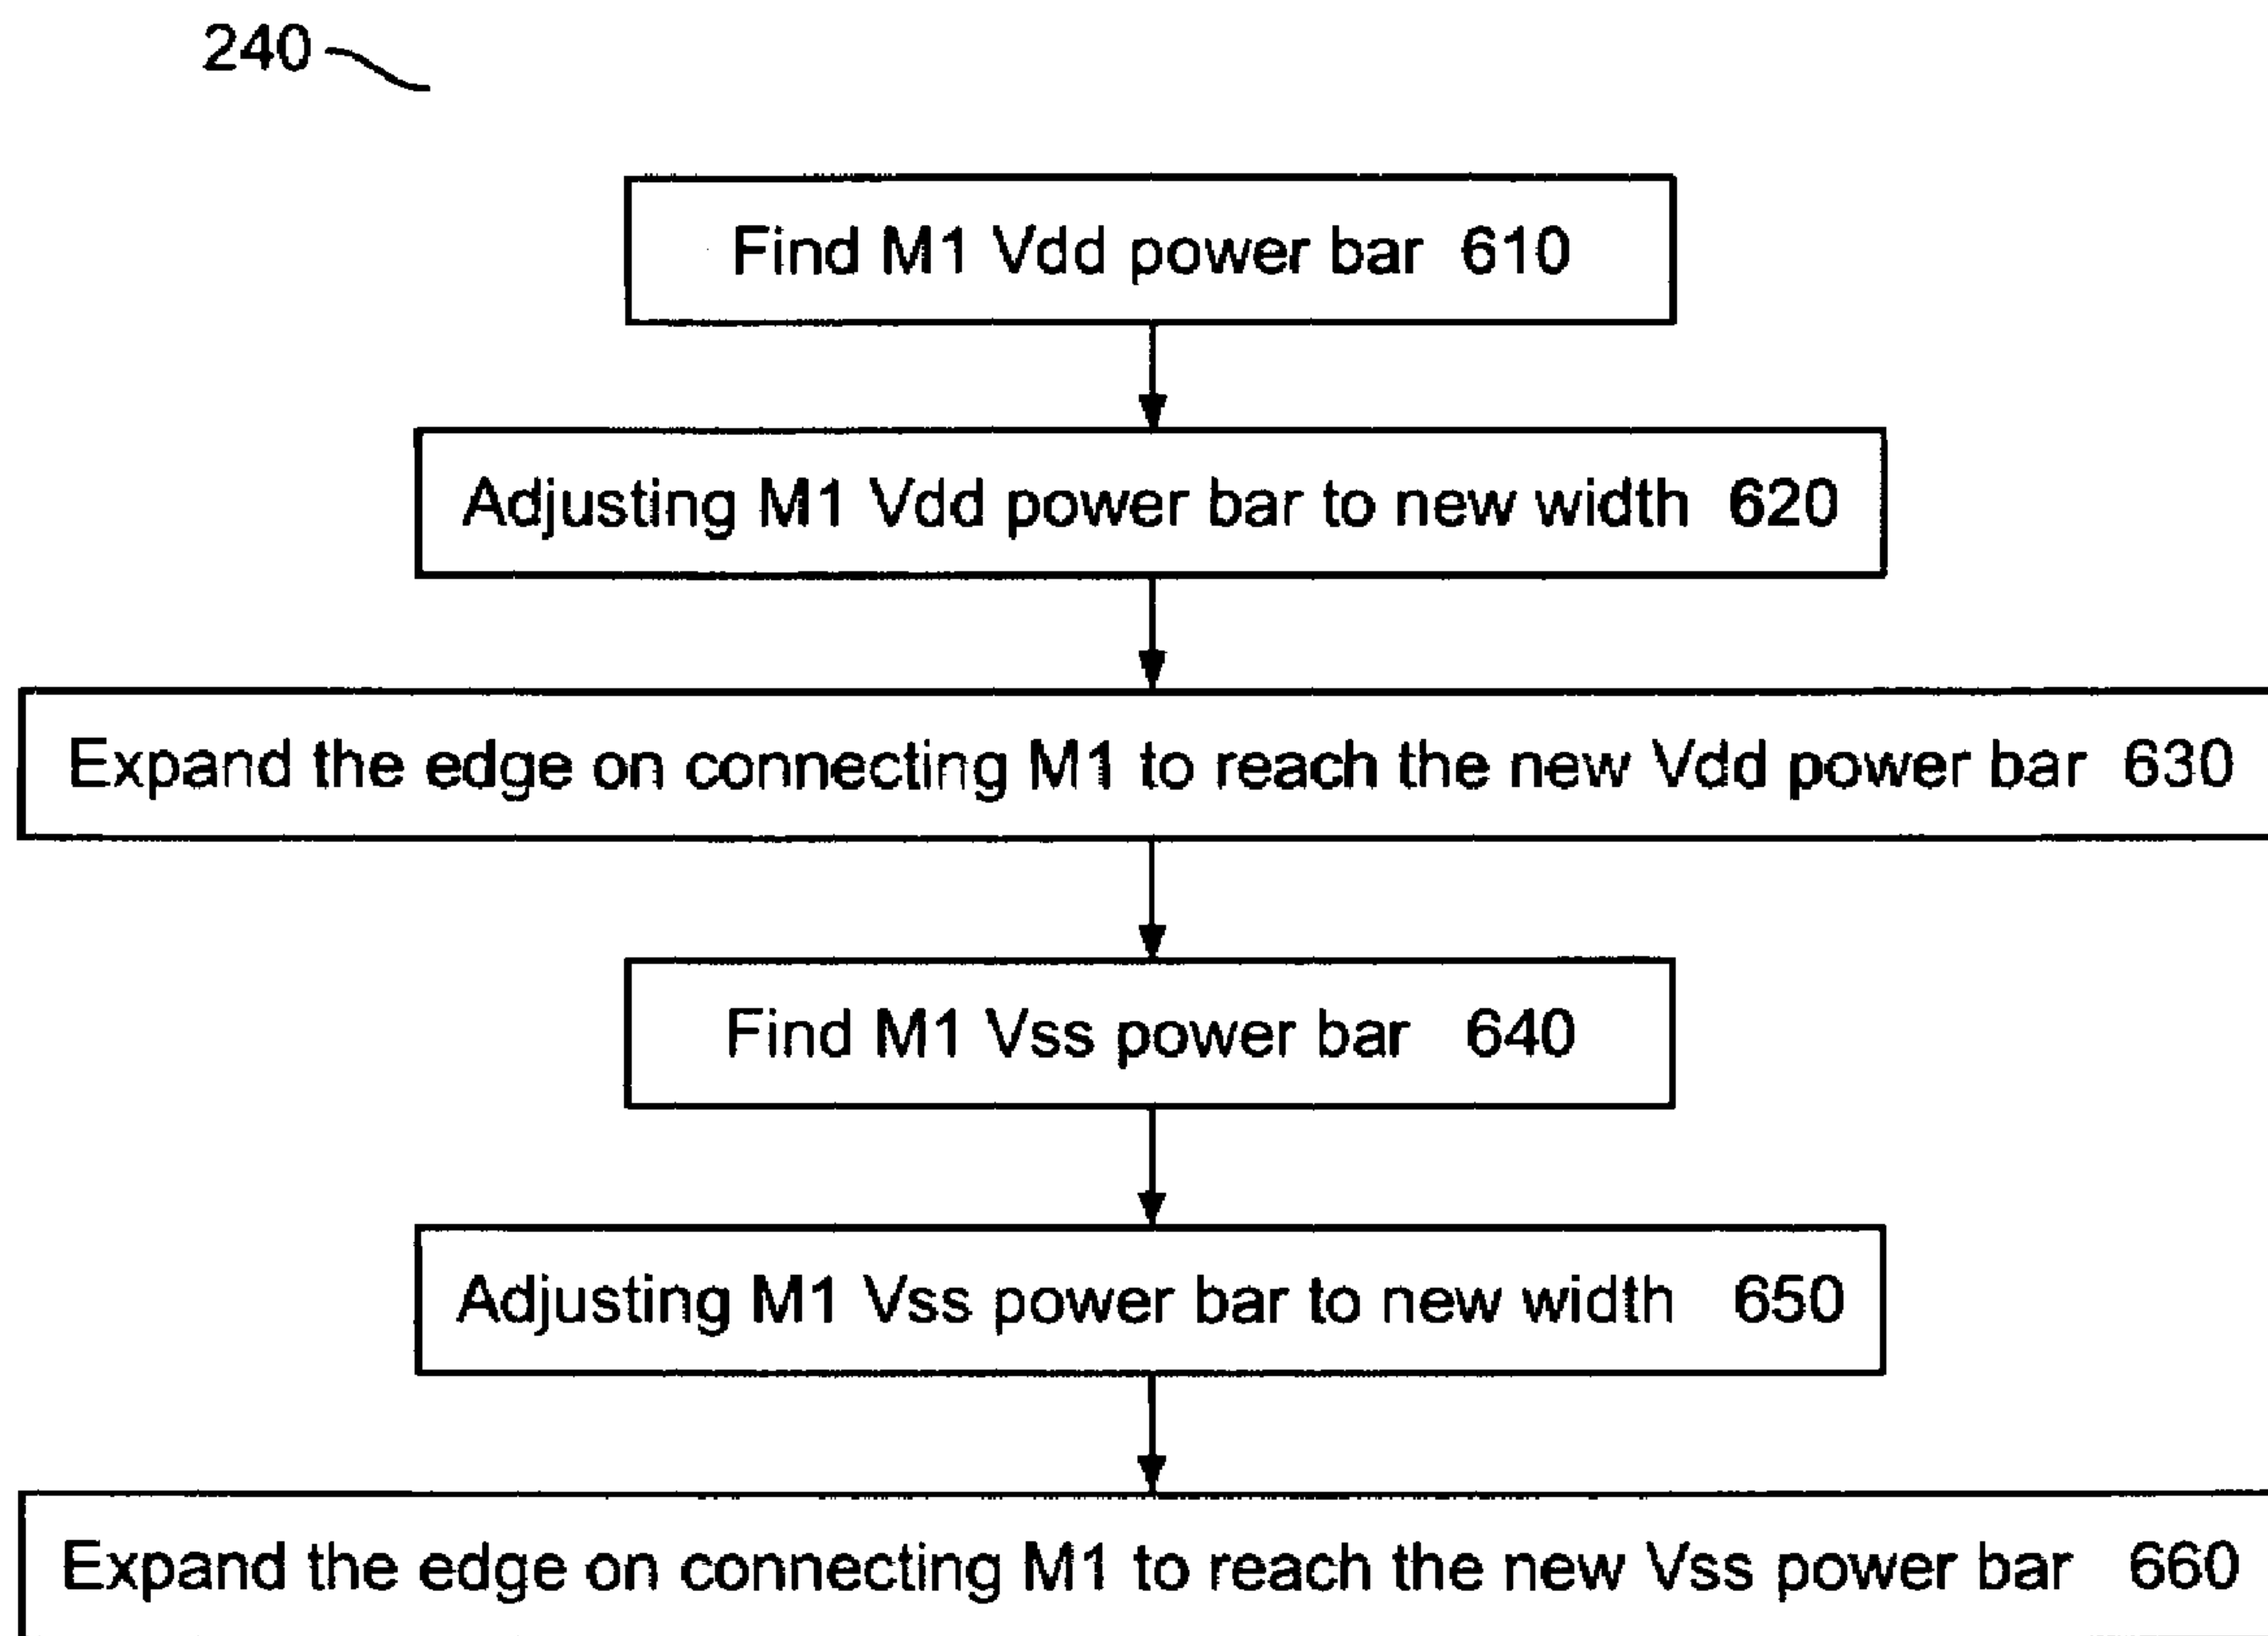 240
Find M1 Vdd power bar 610
Adjusting M1 Vdd power bar to new width 620
Expand the edge on connecting M1 to reach the new Vdd power bar 630
Find M1 Vss power bar 640
Adjusting M1 Vss power bar to new width 650
Expand the edge on connecting M1 to reach the new Vss power bar 660